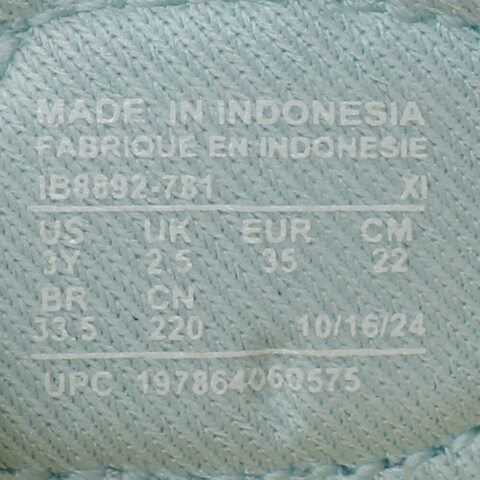 MADE IN INDONESIA
FABRIQUE EN INDONESIE
IB8892-781 XI
US UK EUR CM
3Y 2.5 35 22
BR CN
33.5 220 10/16/24
UPC 197864060575